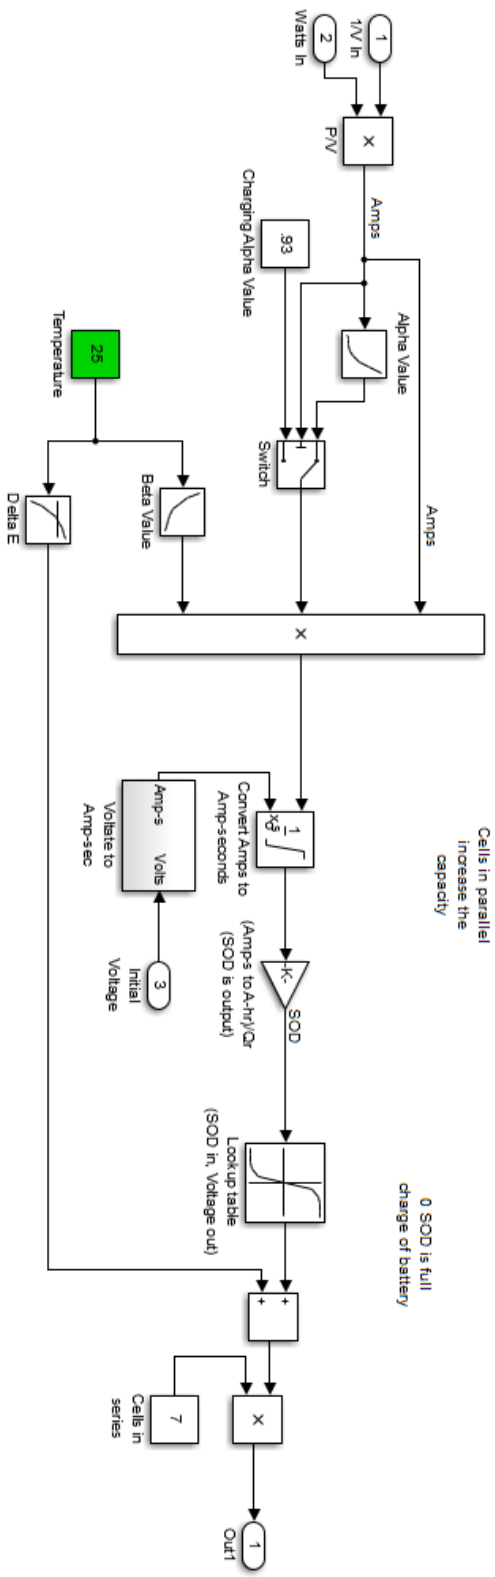 Cells in parallel
increase the
capacity
0 SOD is full
charge of battery
1
1/V In
2
Watts In
X
P/V
Amps
Amps
Alpha Value
.93
Charging Alpha Value
Switch
25
Temperature
Beta Value
Delta E
X
1
s
xo
Convert Amps to
Amp-seconds
Amp-s
Volts
Voltate to
Amp-sec
3
Initial
Voltage
-K-
SOD
(Amp-s to A-hr)/Qr
(SOD is output)
Lookup table
(SOD in, Voltage out)
+
+
7
Cells in
series
X
1
Out1